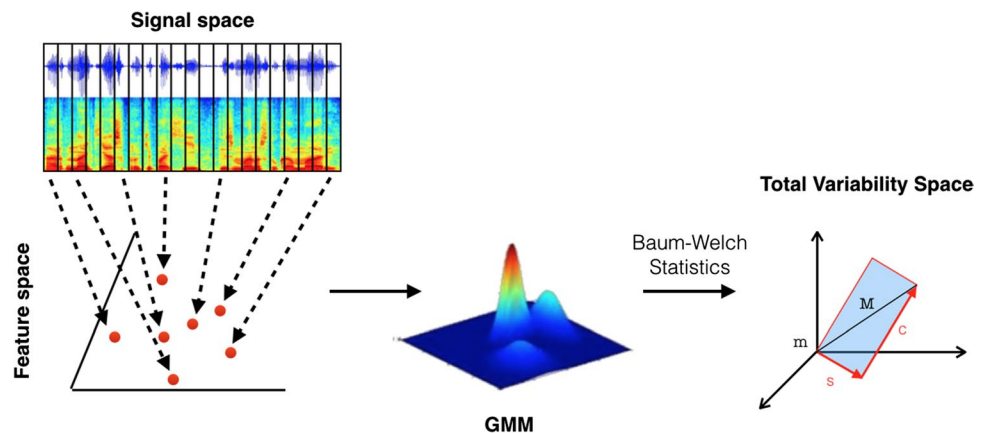 Signal space
Feature space
GMM
Baum-Welch
Statistics
Total Variability Space
m
M
C
S